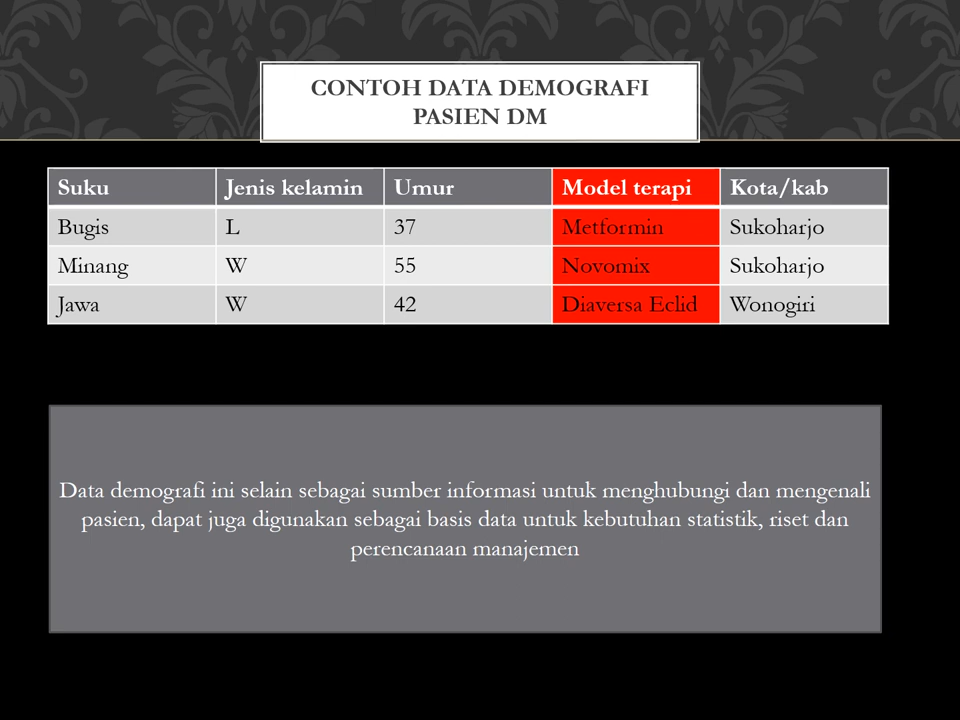 CONTOH DATA DEMOGRAFI
PASIEN DM
Suku Jenis kelamin Umur Model terapi Kota/kab
Bugis L 37 Metformin Sukoharjo
Minang W 55 Novomix Sukoharjo
Jawa W 42 Diaversa Eclid Wonogiri
Data demografi ini selain sebagai sumber informasi untuk menghubungi dan mengenali
pasien, dapat juga digunakan sebagai basis data untuk kebutuhan statistik, riset dan
perencanaan manajemen